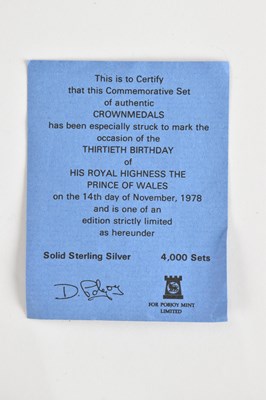 This is to Certify
that this Commemorative Set
of authentic
CROWNMEDALS
has been especially struck to mark the
occasion of the
THIRTIETH BIRTHDAY
of
HIS ROYAL HIGHNESS THE
PRINCE OF WALES
on the 14th day of November, 1978
and is one of an
edition strictly limited
as hereunder
Solid Sterling Silver 4,000 Sets
D. Pobjoy
FOR POBJOY MINT
LIMITED